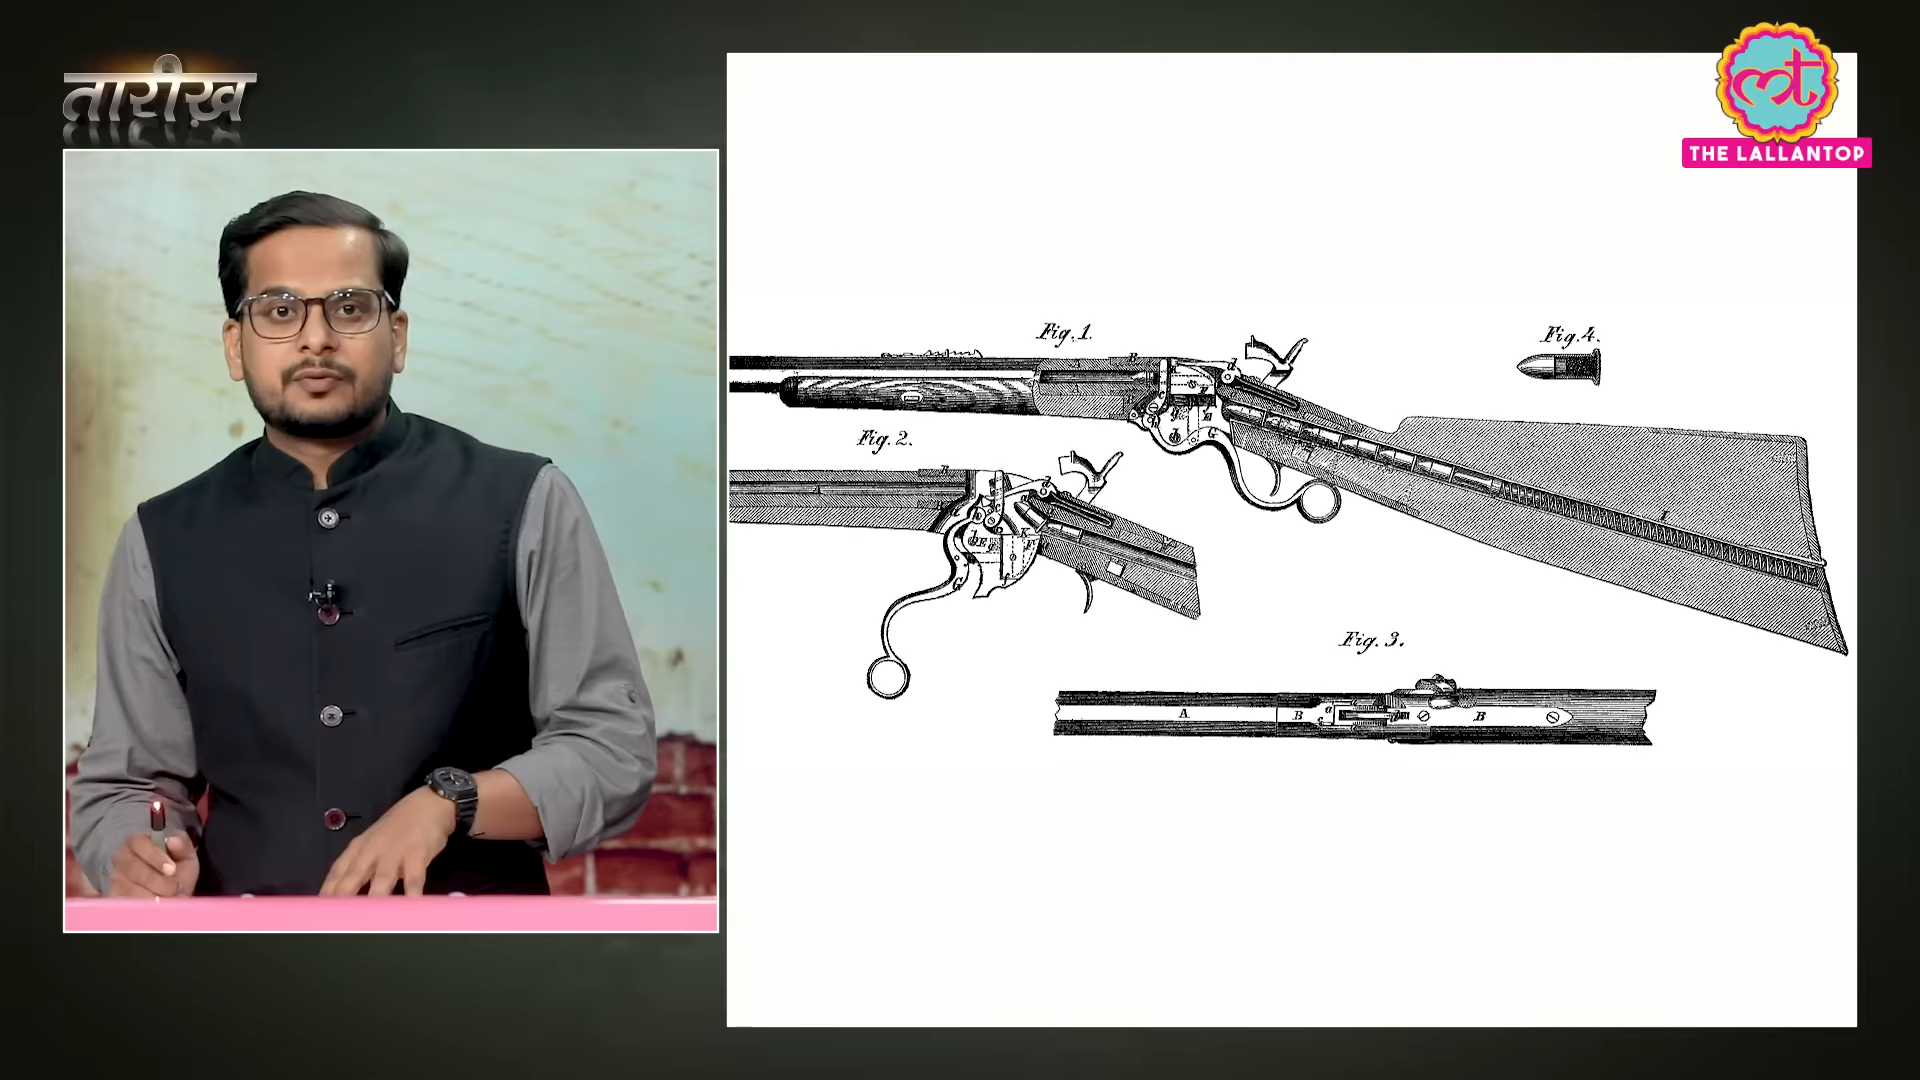 तारीख़
THE LALLANTOP
Fig. 1.
Fig. 4.
Fig. 2.
Fig. 3.
A
B
B